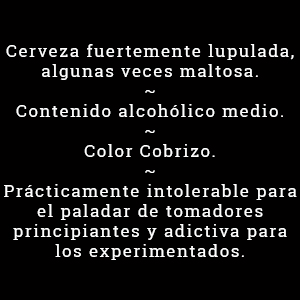 Cerveza fuertemente lupulada,
algunas veces maltosa.
~
Contenido alcohólico medio.
~
Color Cobrizo.
~
Prácticamente intolerable para
el paladar de tomadores
principiantes y adictiva para
los experimentados.